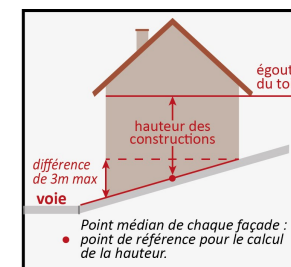 égout
du to
hauteur des
constructions
différence
de 3m max
voie
Point médian de chaque façade :
point de référence pour le calcul
de la hauteur.